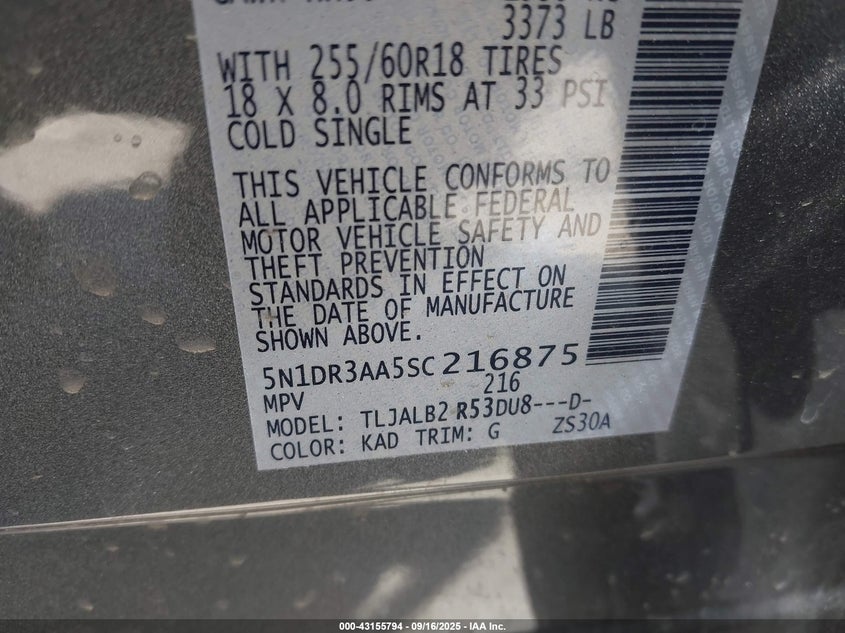 3373 LB
WITH 255/60R18 TIRES
18 X 8.0 RIMS AT 33 PSI
COLD SINGLE
THIS VEHICLE CONFORMS TO
ALL APPLICABLE FEDERAL
MOTOR VEHICLE SAFETY AND
THEFT PREVENTION
STANDARDS IN EFFECT ON
THE DATE OF MANUFACTURE
SHOWN ABOVE.
5N1DR3AA5SC216875
MPV 216
MODEL: TLJALB2 R53DU8---D-
COLOR: KAD TRIM: G ZS30A
000-43155794 - 09/16/2025 - IAA Inc.